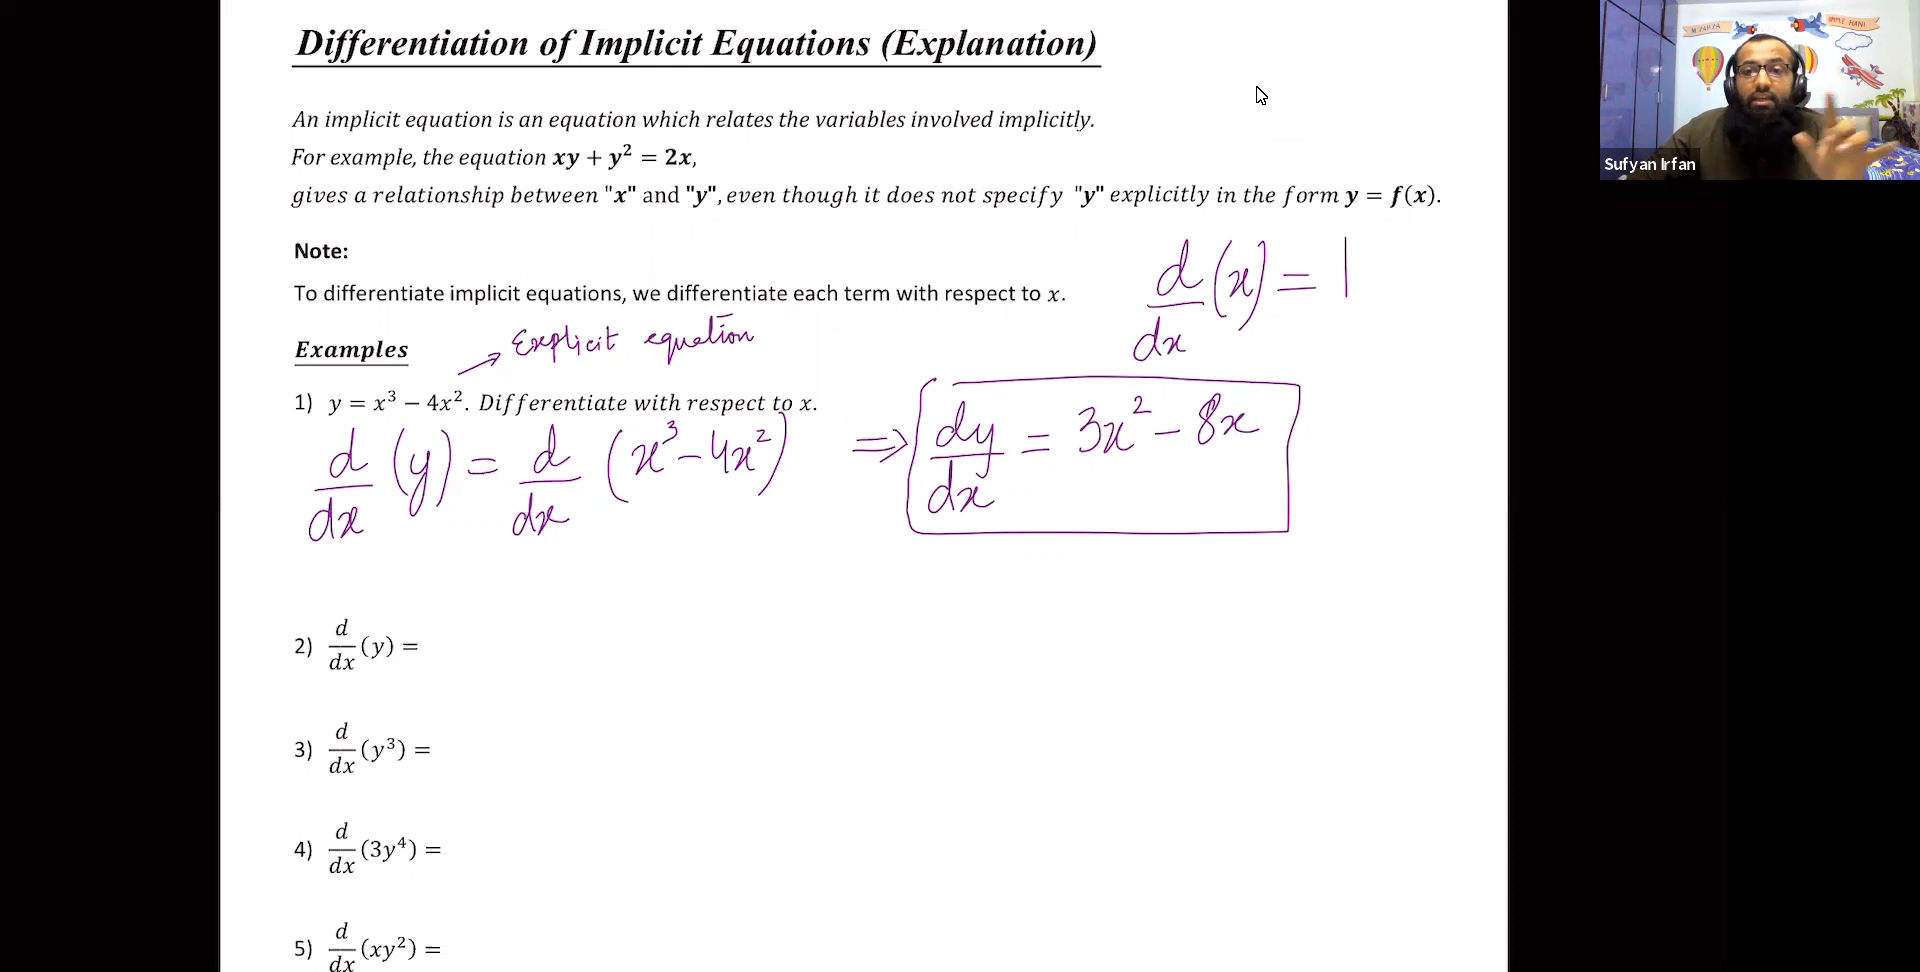 Differentiation of Implicit Equations (Explanation)
An implicit equation is an equation which relates the variables involved implicitly.
For example, the equation xy + y² = 2x,
gives a relationship between "x" and "y", even though it does not specify "y" explicitly in the form y = f(x).
Note:
To differentiate implicit equations, we differentiate each term with respect to x.
d/dx (x) = 1
Examples
→ Explicit equation
1) y = x³ − 4x². Differentiate with respect to x.
d/dx (y) = d/dx (x³ − 4x²) ⇒ dy/dx = 3x² − 8x
2) d/dx (y) =
3) d/dx (y³) =
4) d/dx (3y⁴) =
5) d/dx (xy²) =
UMME HANI
Sufyan Irfan